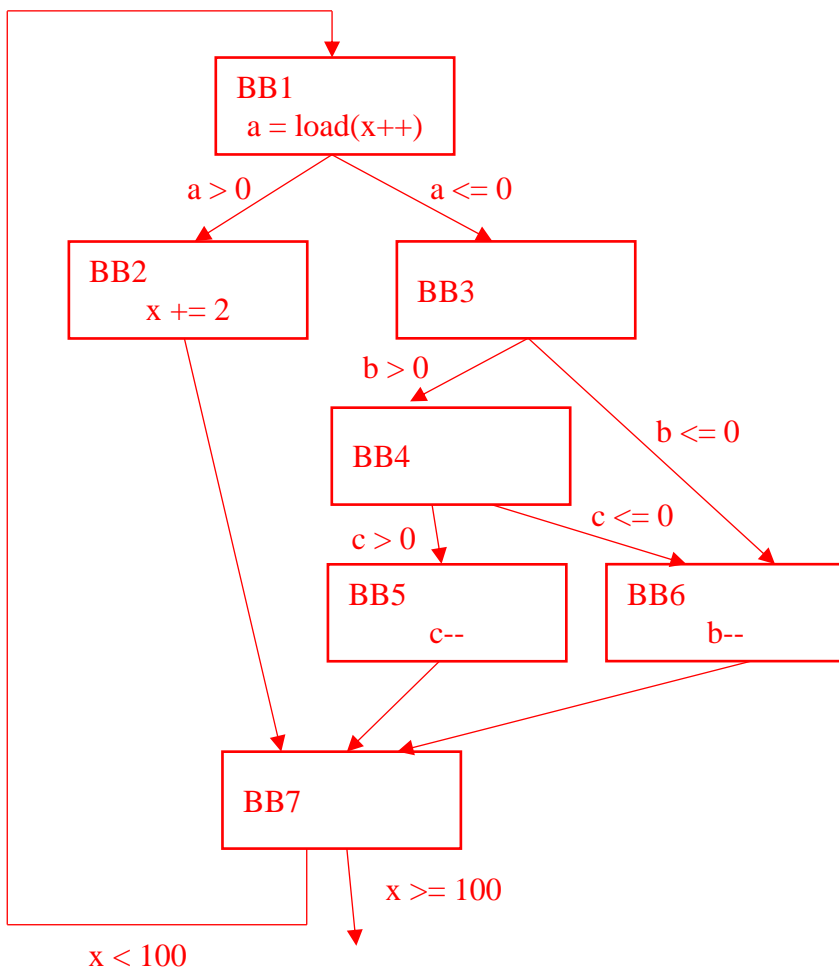 BB1
a = load(x++)
a > 0
a <= 0
BB2
x += 2
BB3
b > 0
b <= 0
BB4
c <= 0
c > 0
BB5
c--
BB6
b--
BB7
x >= 100
x < 100